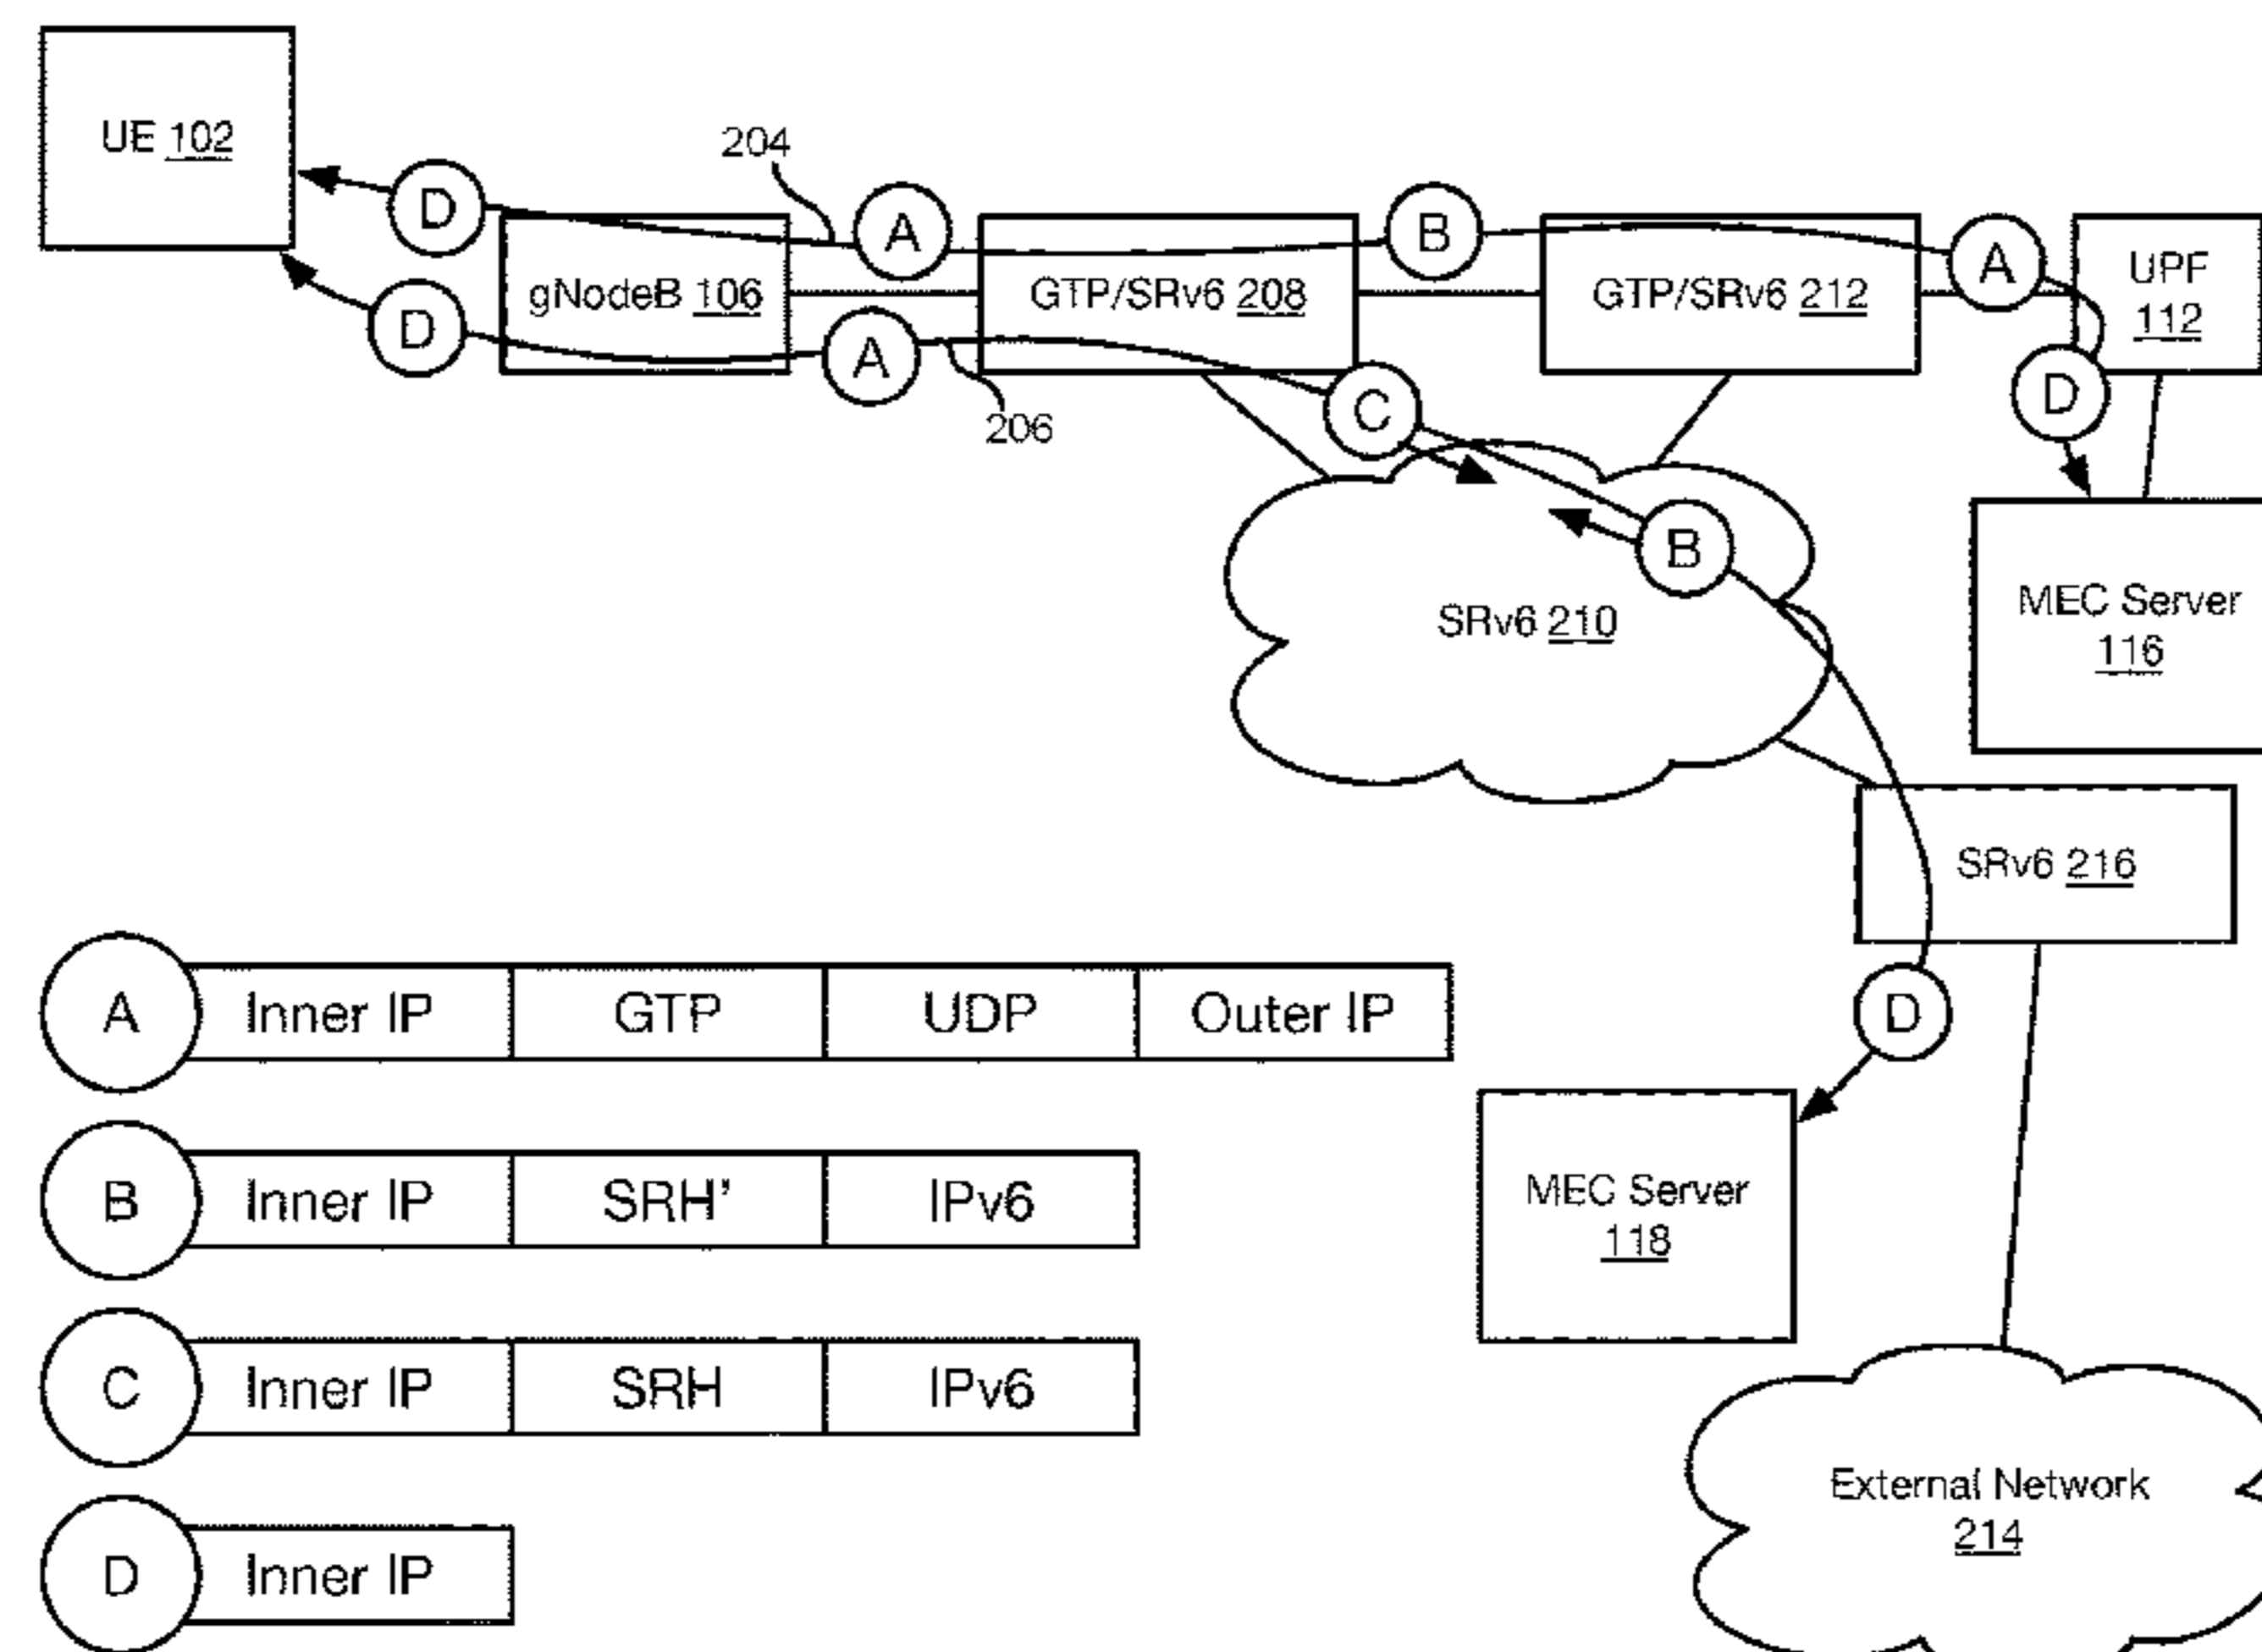 UE 102
204
D
A
B
A
gNodeB 106
GTP/SRv6 208
GTP/SRv6 212
UPF
112
D
A
C
D
206
B
SRv6 210
MEC Server
116
SRv6 216
D
A Inner IP GTP UDP Outer IP
B Inner IP SRH' IPv6
MEC Server
118
C Inner IP SRH IPv6
External Network
214
D Inner IP